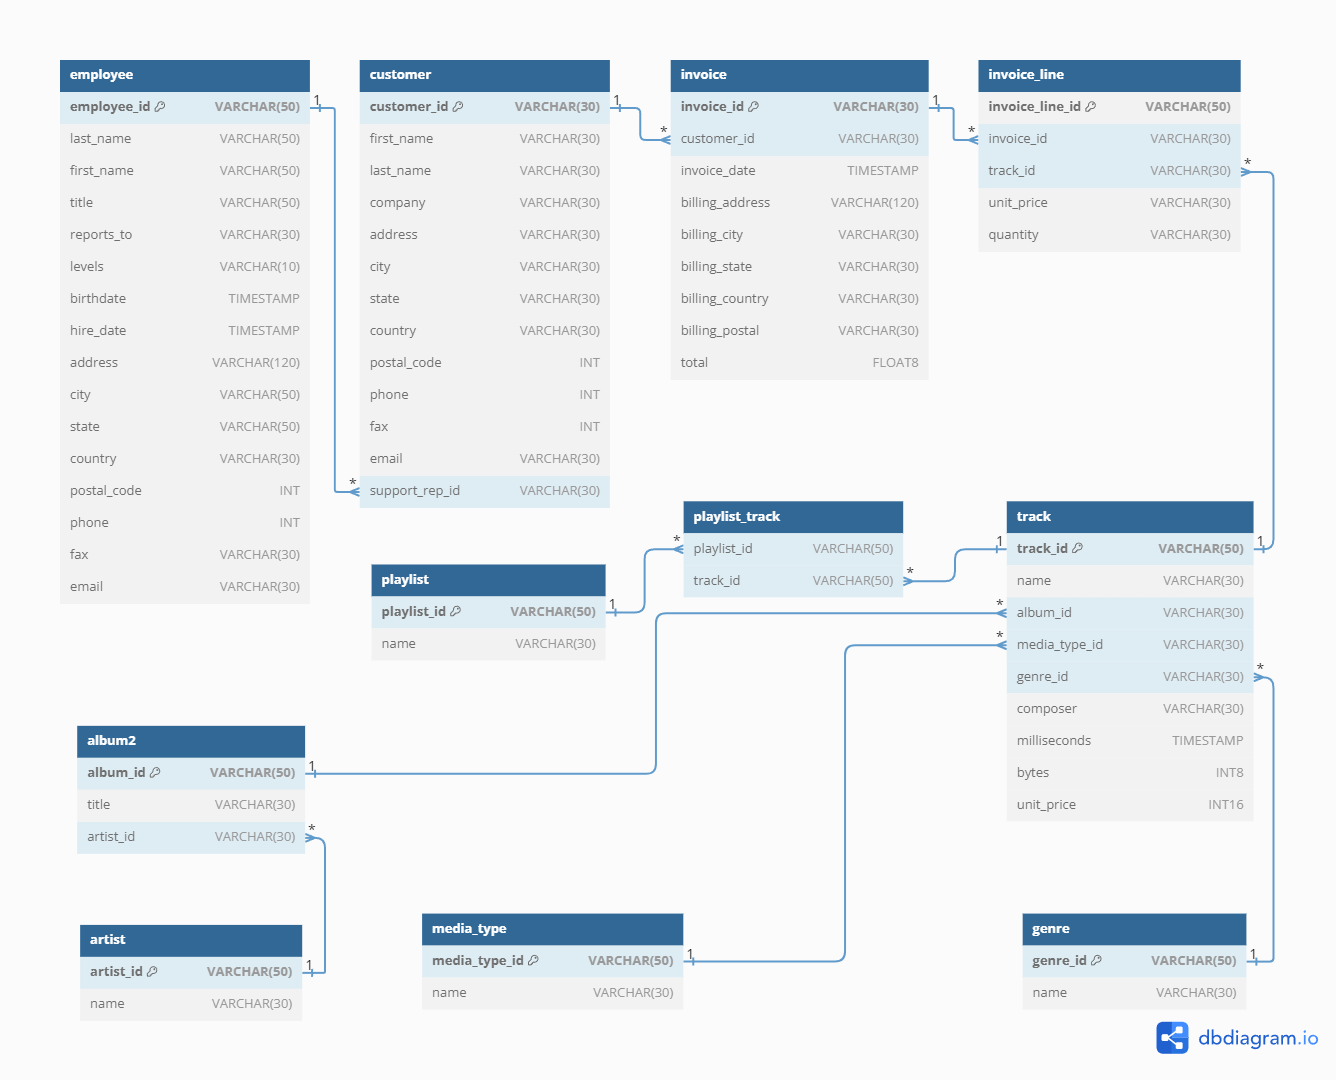 employee
employee_id VARCHAR(50)
last_name VARCHAR(50)
first_name VARCHAR(50)
title VARCHAR(50)
reports_to VARCHAR(30)
levels VARCHAR(10)
birthdate TIMESTAMP
hire_date TIMESTAMP
address VARCHAR(120)
city VARCHAR(50)
state VARCHAR(50)
country VARCHAR(30)
postal_code INT
phone INT
fax VARCHAR(30)
email VARCHAR(30)
1
*
customer
customer_id VARCHAR(30)
first_name VARCHAR(30)
last_name VARCHAR(30)
company VARCHAR(30)
address VARCHAR(30)
city VARCHAR(30)
state VARCHAR(30)
country VARCHAR(30)
postal_code INT
phone INT
fax INT
email VARCHAR(30)
support_rep_id VARCHAR(30)
1
*
invoice
invoice_id VARCHAR(30)
customer_id VARCHAR(30)
invoice_date TIMESTAMP
billing_address VARCHAR(120)
billing_city VARCHAR(30)
billing_state VARCHAR(30)
billing_country VARCHAR(30)
billing_postal VARCHAR(30)
total FLOAT8
1
*
invoice_line
invoice_line_id VARCHAR(50)
invoice_id VARCHAR(30)
track_id VARCHAR(30)
unit_price VARCHAR(30)
quantity VARCHAR(30)
*
playlist
playlist_id VARCHAR(50)
name VARCHAR(30)
1
*
playlist_track
playlist_id VARCHAR(50)
track_id VARCHAR(50)
*
1
track
track_id VARCHAR(50)
name VARCHAR(30)
album_id VARCHAR(30)
media_type_id VARCHAR(30)
genre_id VARCHAR(30)
composer VARCHAR(30)
milliseconds TIMESTAMP
bytes INT8
unit_price INT16
1
*
*
*
album2
album_id VARCHAR(50)
title VARCHAR(30)
artist_id VARCHAR(30)
1
*
artist
artist_id VARCHAR(50)
name VARCHAR(30)
1
media_type
media_type_id VARCHAR(50)
name VARCHAR(30)
1
genre
genre_id VARCHAR(50)
name VARCHAR(30)
1
dbdiagram.io